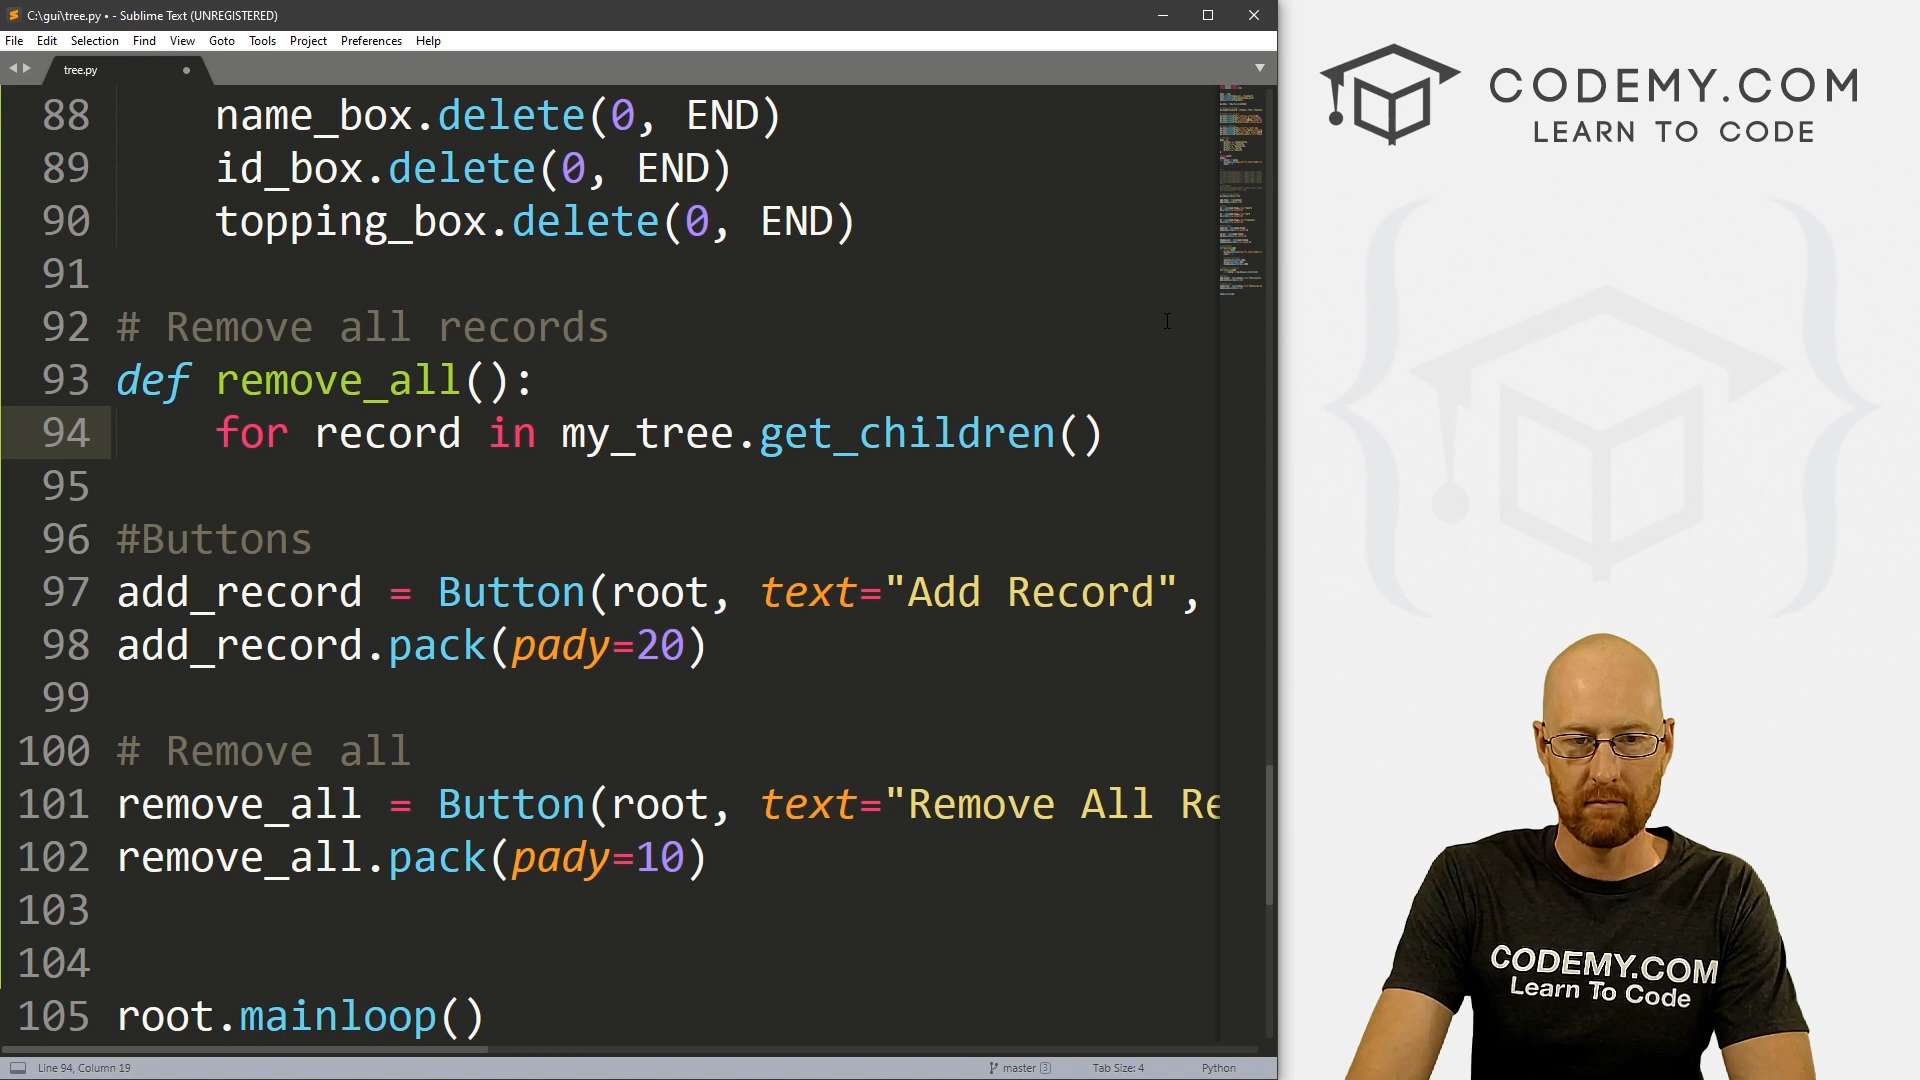 C:\gui\tree.py • - Sublime Text (UNREGISTERED)
File Edit Selection Find View Goto Tools Project Preferences Help
tree.py
88 name_box.delete(0, END)
89 id_box.delete(0, END)
90 topping_box.delete(0, END)
91
92 # Remove all records
93 def remove_all():
94 for record in my_tree.get_children()
95
96 #Buttons
97 add_record = Button(root, text="Add Record",
98 add_record.pack(pady=20)
99
100 # Remove all
101 remove_all = Button(root, text="Remove All Re
102 remove_all.pack(pady=10)
103
104
105 root.mainloop()
Line 94, Column 19
master 3
Tab Size: 4
Python
CODEMY.COM
LEARN TO CODE
CODEMY.COM
Learn To Code